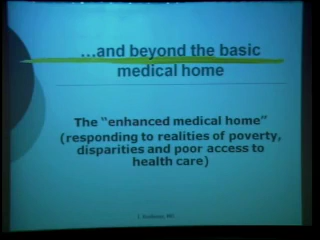 ...and beyond the basic
medical home
The “enhanced medical home”
(responding to realities of poverty,
disparities and poor access to
health care)